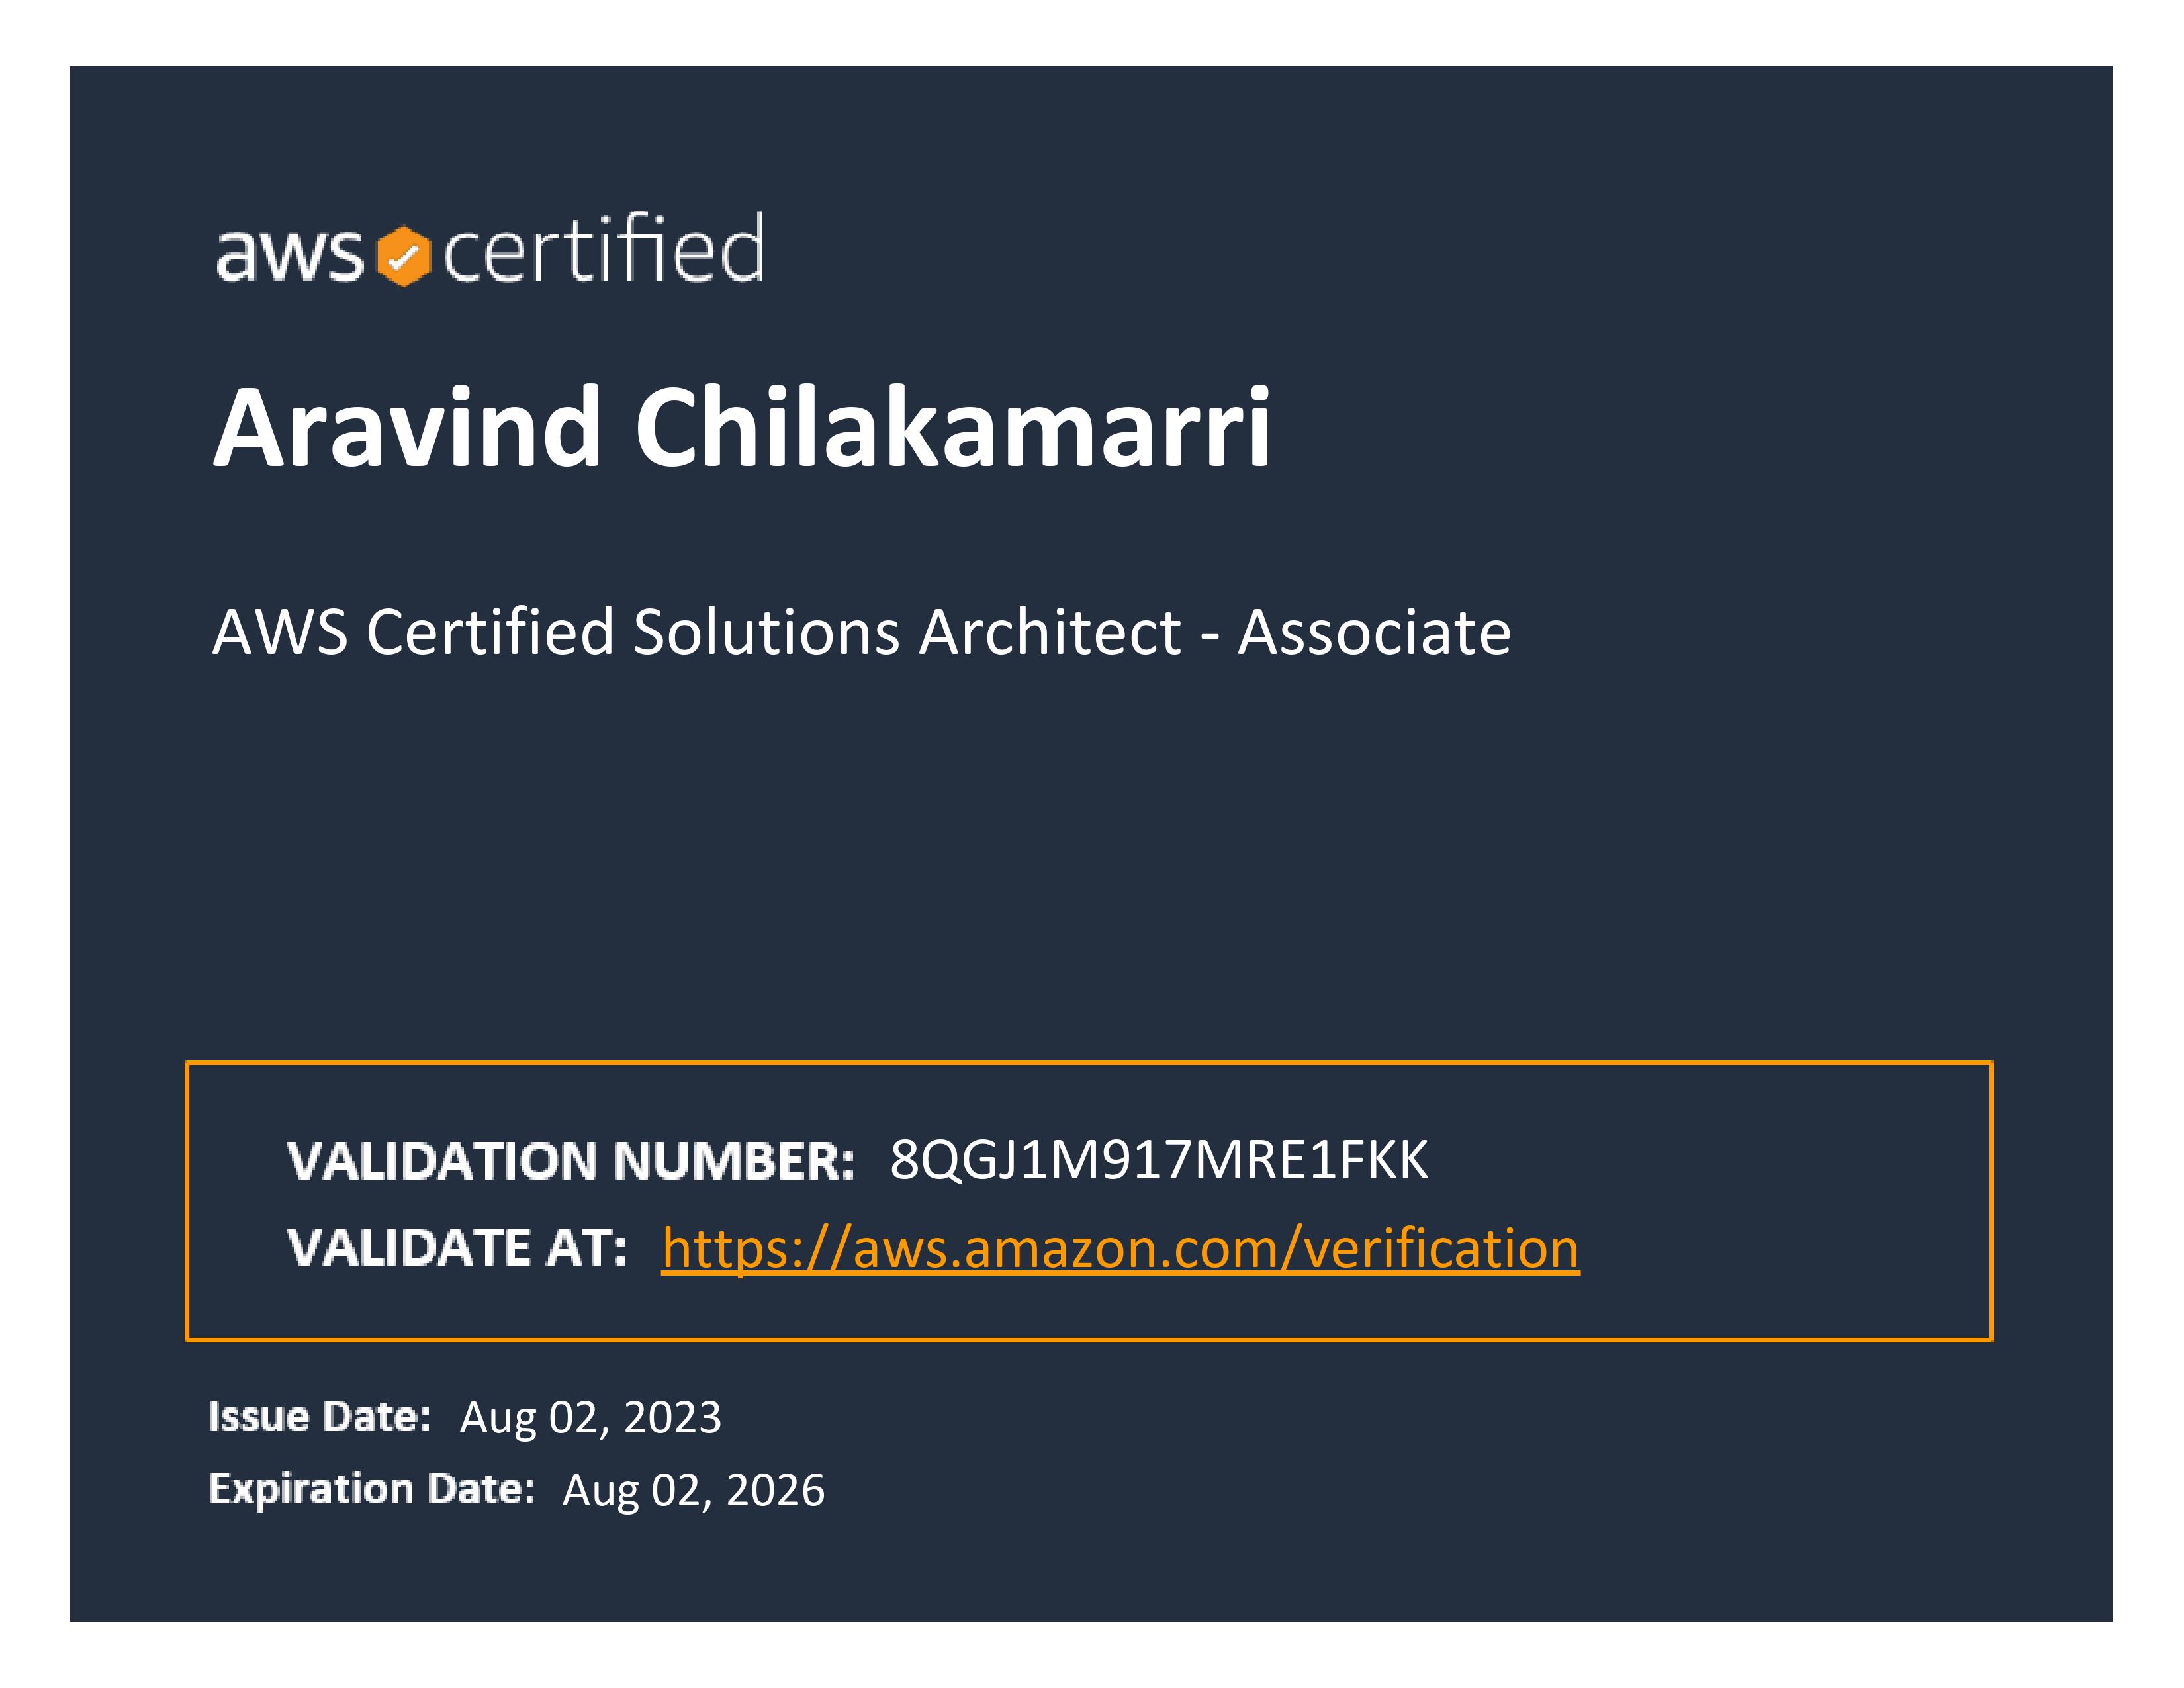 aws certified
Aravind Chilakamarri
AWS Certified Solutions Architect - Associate
VALIDATION NUMBER: 8QGJ1M917MRE1FKK
VALIDATE AT: https://aws.amazon.com/verification
Issue Date: Aug 02, 2023
Expiration Date: Aug 02, 2026